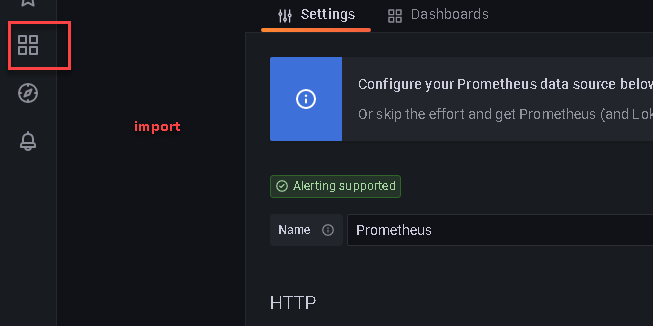 Settings
Dashboards
Configure your Prometheus data source below
Or skip the effort and get Prometheus (and Lok
import
Alerting supported
Name
Prometheus
HTTP